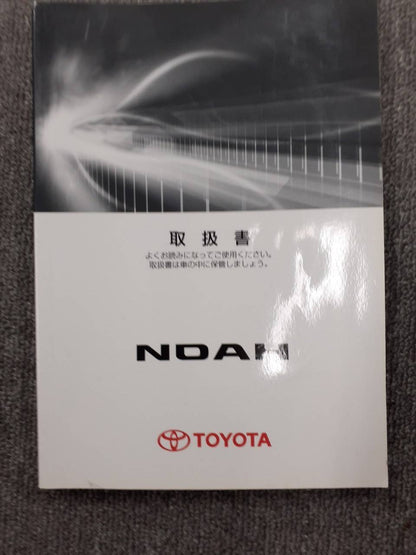 取扱書
よくお読みになってご使用ください。
取扱書は車の中に保管しましょう。
NOAH
TOYOTA